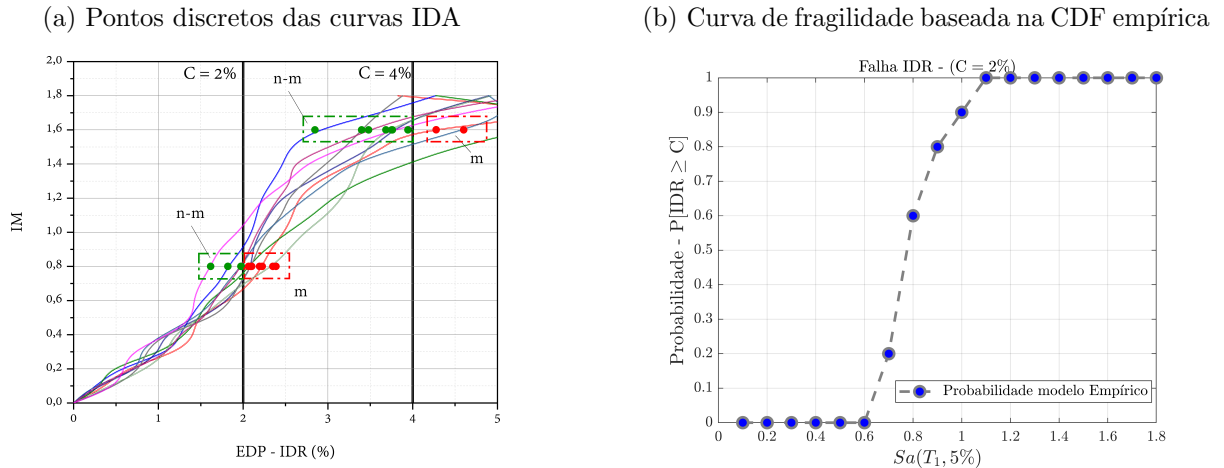 (a) Pontos discretos das curvas IDA
2,0
1,8
1,6
1,4
1,2
1,0
0,8
0,6
0,4
0,2
0,0
IM
C = 2%
C = 4%
n-m
m
n-m
m
0
1
2
3
4
5
EDP - IDR (%)
(b) Curva de fragilidade baseada na CDF empírica
Falha IDR - (C = 2%)
1
0.9
0.8
0.7
0.6
0.5
0.4
0.3
0.2
0.1
0
Probabilidade - P[IDR ≥ C]
Probabilidade modelo Empírico
0
0.2
0.4
0.6
0.8
1
1.2
1.4
1.6
1.8
Sa(T₁, 5%)